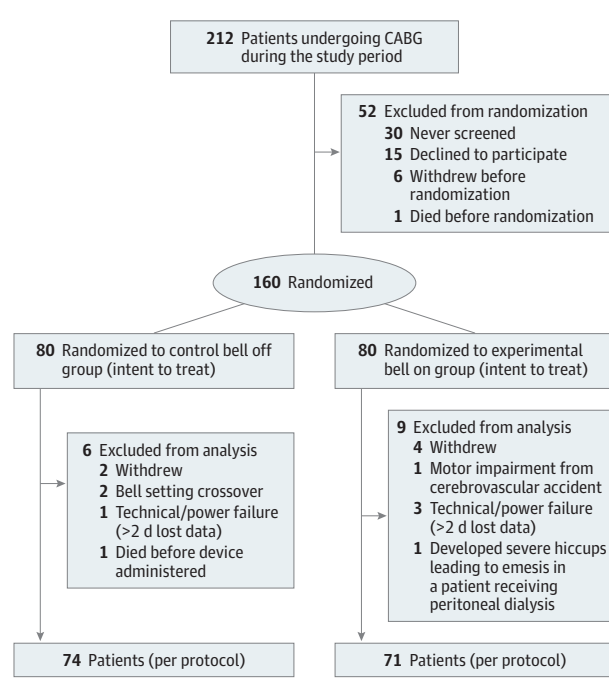 212 Patients undergoing CABG
during the study period
52 Excluded from randomization
30 Never screened
15 Declined to participate
6 Withdrew before
randomization
1 Died before randomization
160 Randomized
80 Randomized to control bell off
group (intent to treat)
80 Randomized to experimental
bell on group (intent to treat)
6 Excluded from analysis
2 Withdrew
2 Bell setting crossover
1 Technical/power failure
(>2 d lost data)
1 Died before device
administered
9 Excluded from analysis
4 Withdrew
1 Motor impairment from
cerebrovascular accident
3 Technical/power failure
(>2 d lost data)
1 Developed severe hiccups
leading to emesis in
a patient receiving
peritoneal dialysis
74 Patients (per protocol)
71 Patients (per protocol)